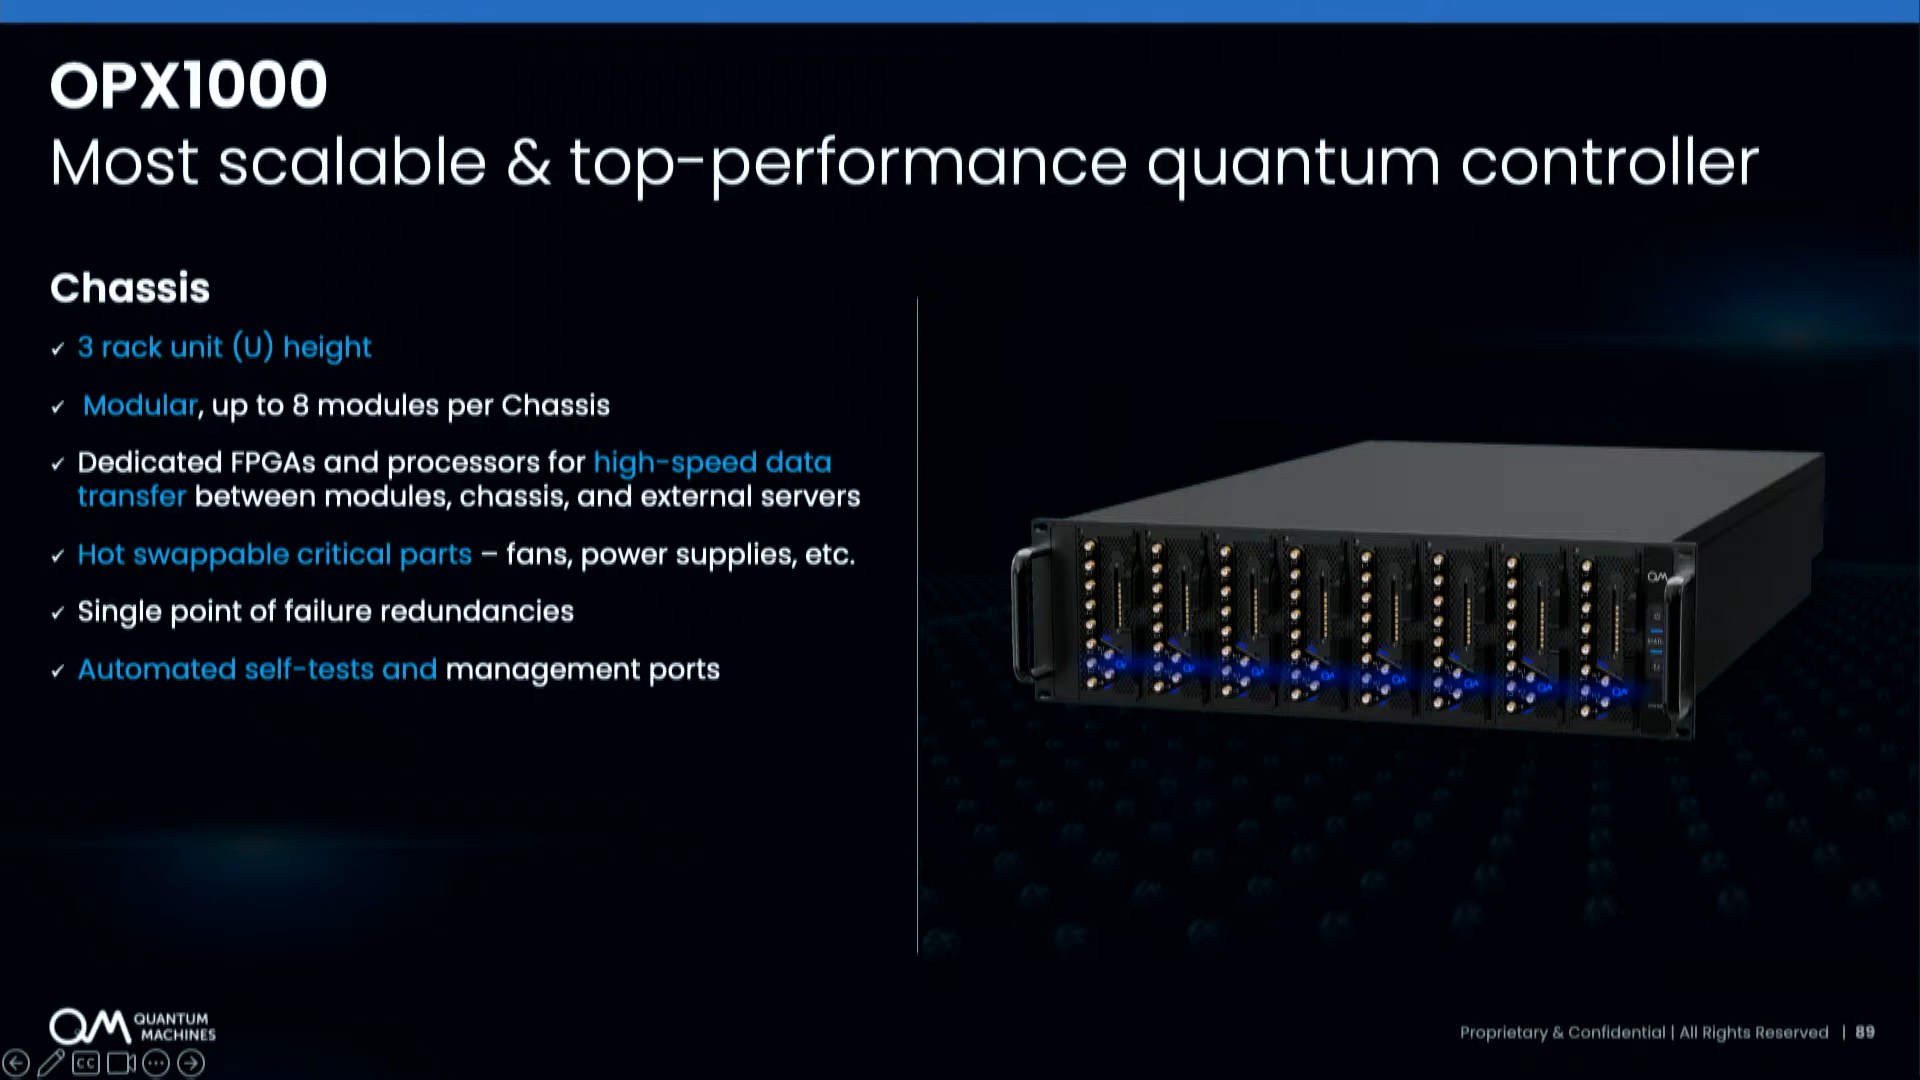 OPX1000
Most scalable & top-performance quantum controller
Chassis
✓ 3 rack unit (U) height
✓ Modular, up to 8 modules per Chassis
✓ Dedicated FPGAs and processors for high-speed data
transfer between modules, chassis, and external servers
✓ Hot swappable critical parts – fans, power supplies, etc.
✓ Single point of failure redundancies
✓ Automated self-tests and management ports
QM
QUANTUM
MACHINES
Proprietary & Confidential | All Rights Reserved | 89
CC